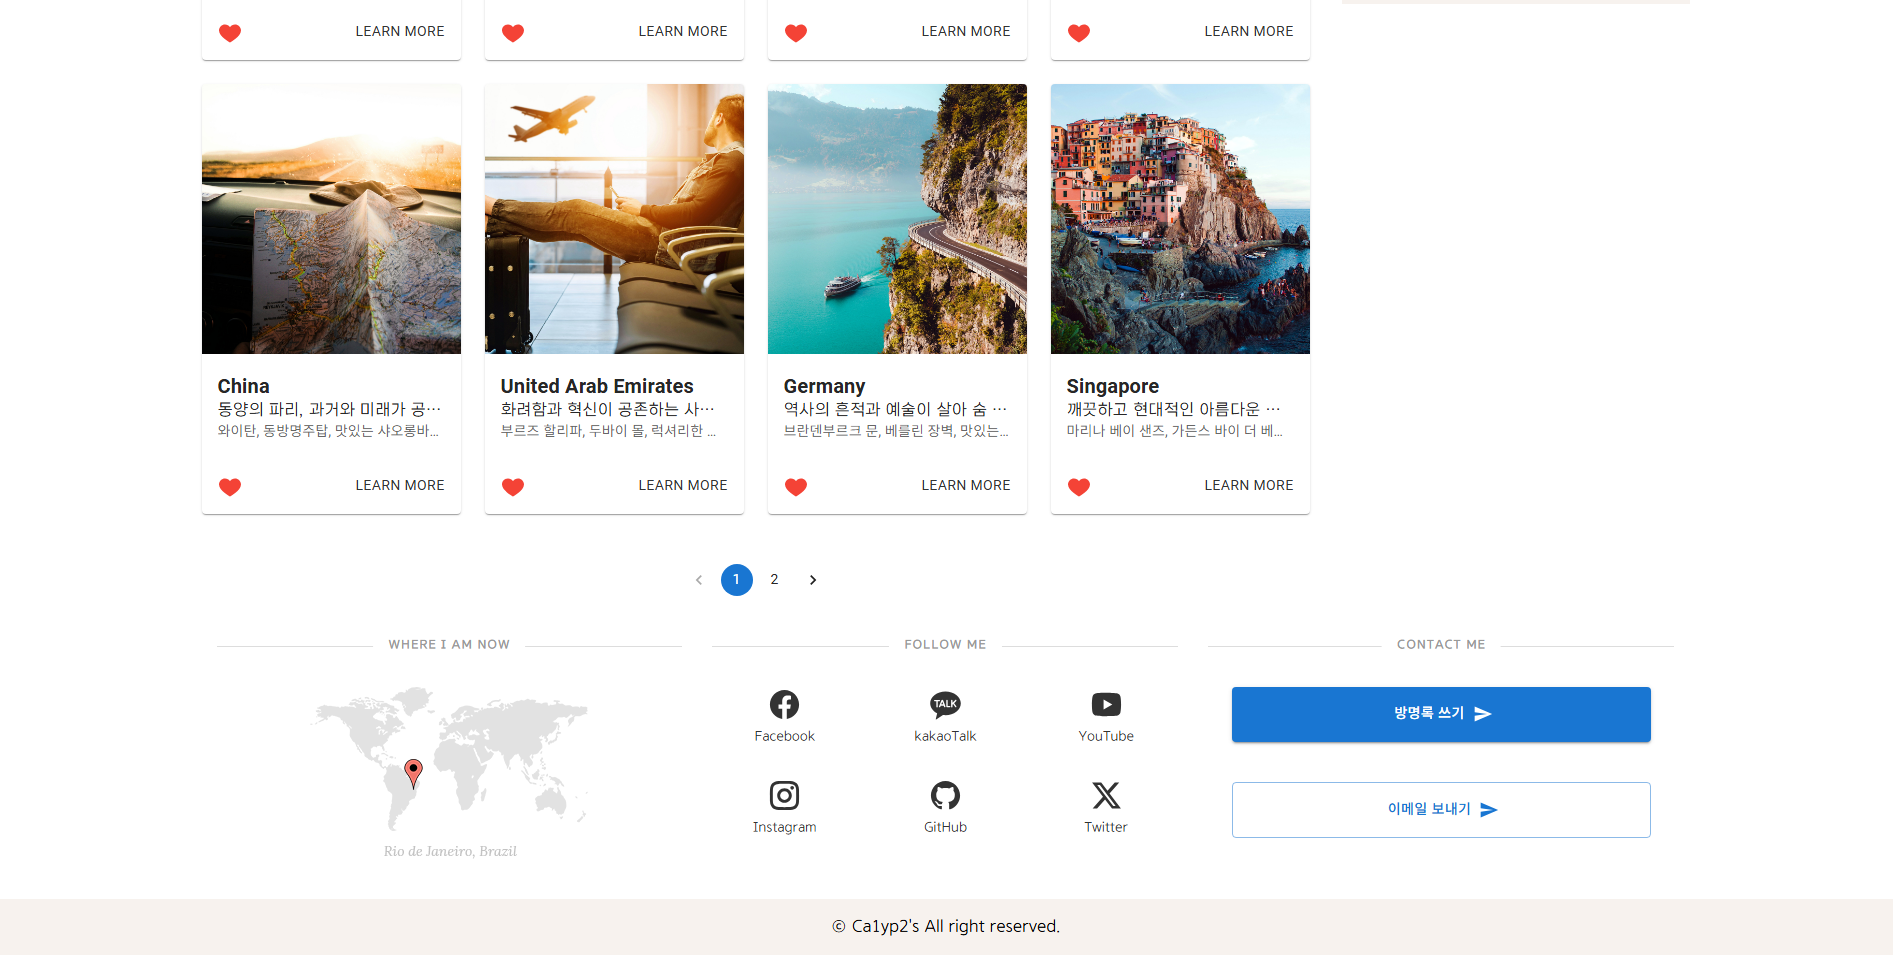 LEARN MORE
LEARN MORE
LEARN MORE
LEARN MORE
China
동양의 파리, 과거와 미래가 공…
와이탄, 동방명주탑, 맛있는 샤오롱바...
LEARN MORE
United Arab Emirates
화려함과 혁신이 공존하는 사…
부르즈 할리파, 두바이 몰, 럭셔리한 ...
LEARN MORE
Germany
역사의 흔적과 예술이 살아 숨 …
브란덴부르크 문, 베를린 장벽, 맛있는...
LEARN MORE
Singapore
깨끗하고 현대적인 아름다운 …
마리나 베이 샌즈, 가든스 바이 더 베...
LEARN MORE
1 2
WHERE I AM NOW
Rio de Janeiro, Brazil
FOLLOW ME
Facebook
TALK
kakaoTalk
YouTube
Instagram
GitHub
Twitter
CONTACT ME
방명록 쓰기
이메일 보내기
© Ca1yp2's All right reserved.